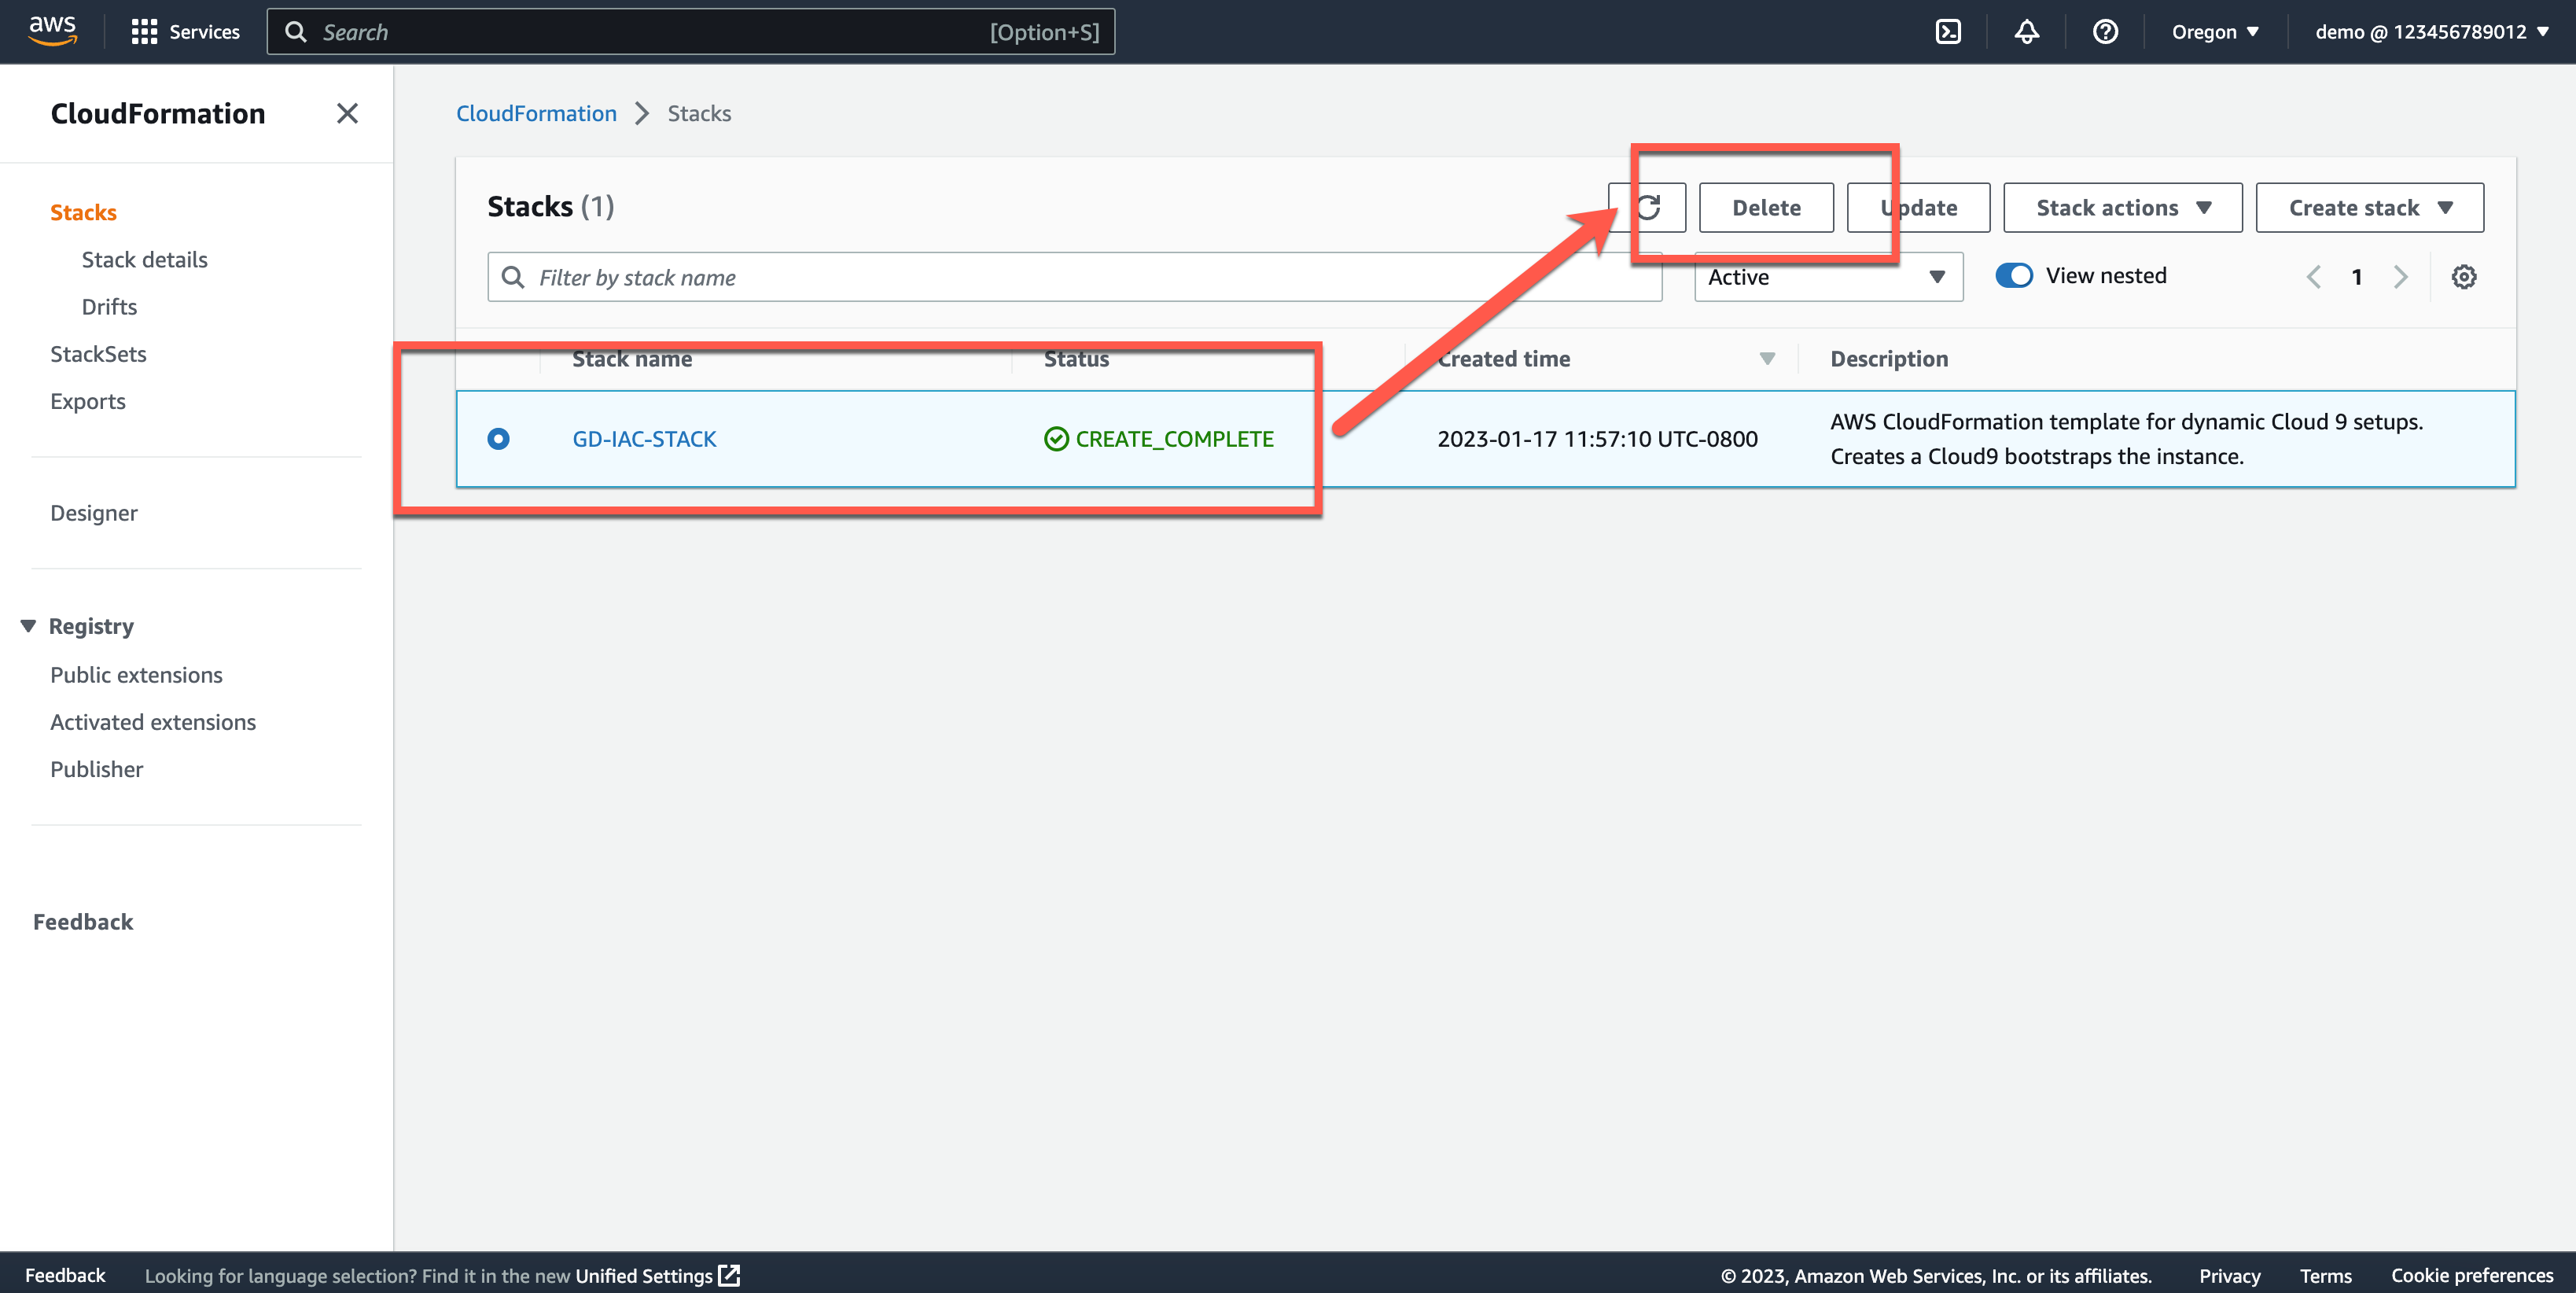 aws
Services
Search
[Option+S]
Oregon
demo @ 123456789012
CloudFormation
Stacks
Stack details
Drifts
StackSets
Exports
Designer
Registry
Public extensions
Activated extensions
Publisher
Feedback
CloudFormation
Stacks
Stacks (1)
Delete
Update
Stack actions
Create stack
Filter by stack name
Active
View nested
1
Stack name
Status
Created time
Description
GD-IAC-STACK
CREATE_COMPLETE
2023-01-17 11:57:10 UTC-0800
AWS CloudFormation template for dynamic Cloud 9 setups.
Creates a Cloud9 bootstraps the instance.
Feedback
Looking for language selection? Find it in the new Unified Settings
© 2023, Amazon Web Services, Inc. or its affiliates.
Privacy
Terms
Cookie preferences